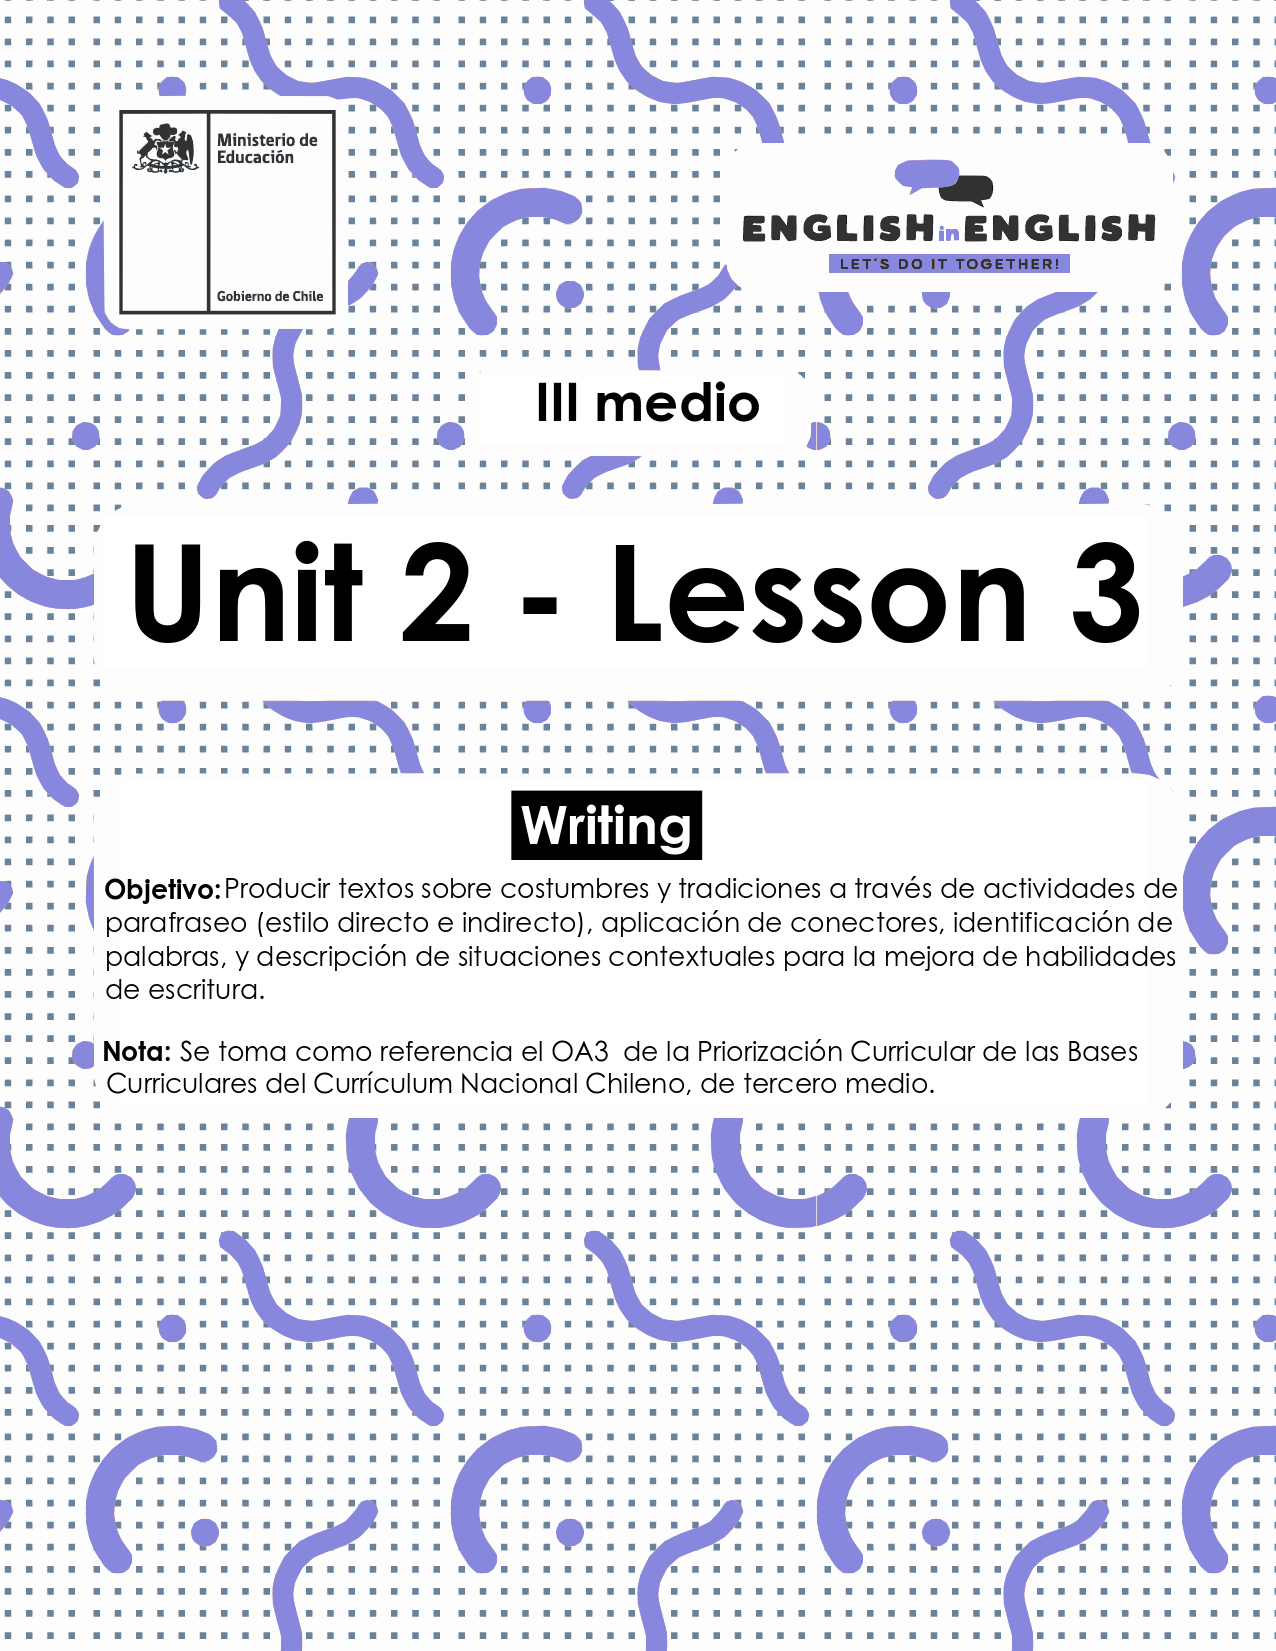 Ministerio de
Educación
Gobierno de Chile
ENGLISH in ENGLISH
LET´S DO IT TOGETHER!
III medio
Unit 2 - Lesson 3
Writing
Objetivo: Producir textos sobre costumbres y tradiciones a través de actividades de
parafraseo (estilo directo e indirecto), aplicación de conectores, identificación de
palabras, y descripción de situaciones contextuales para la mejora de habilidades
de escritura.
Nota: Se toma como referencia el OA3 de la Priorización Curricular de las Bases
Curriculares del Currículum Nacional Chileno, de tercero medio.